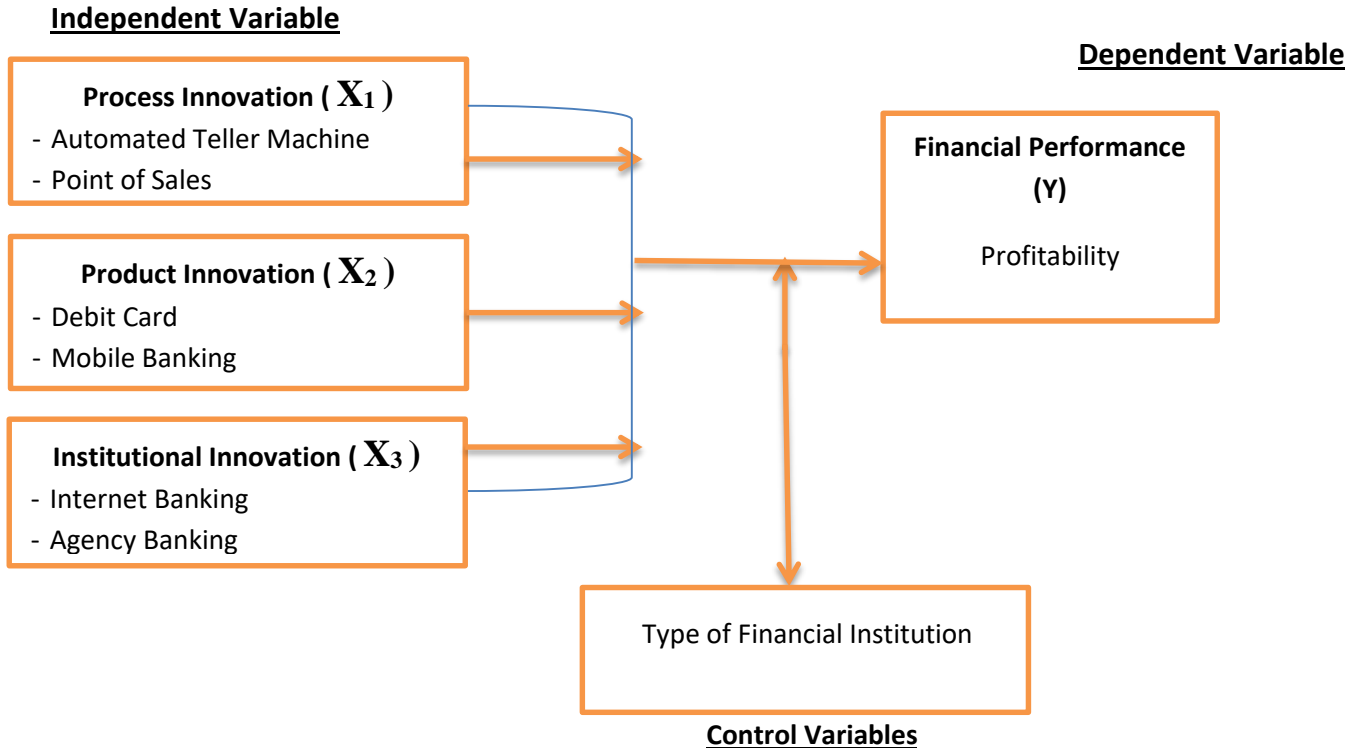 Independent Variable
Process Innovation ( X₁ )
- Automated Teller Machine
- Point of Sales
Product Innovation ( X₂ )
- Debit Card
- Mobile Banking
Institutional Innovation ( X₃ )
- Internet Banking
- Agency Banking
Dependent Variable
Financial Performance
(Y)
Profitability
Type of Financial Institution
Control Variables